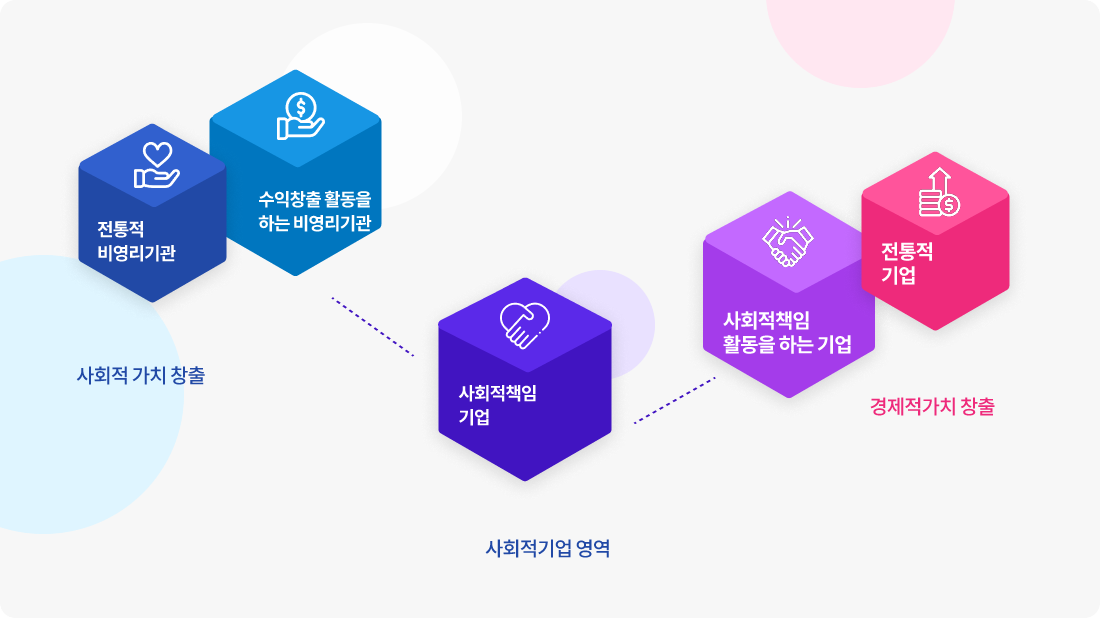 전통적
비영리기관
수익창출 활동을
하는 비영리기관
사회적 가치 창출
사회적책임
기업
사회적기업 영역
사회적책임
활동을 하는 기업
전통적
기업
경제적가치 창출